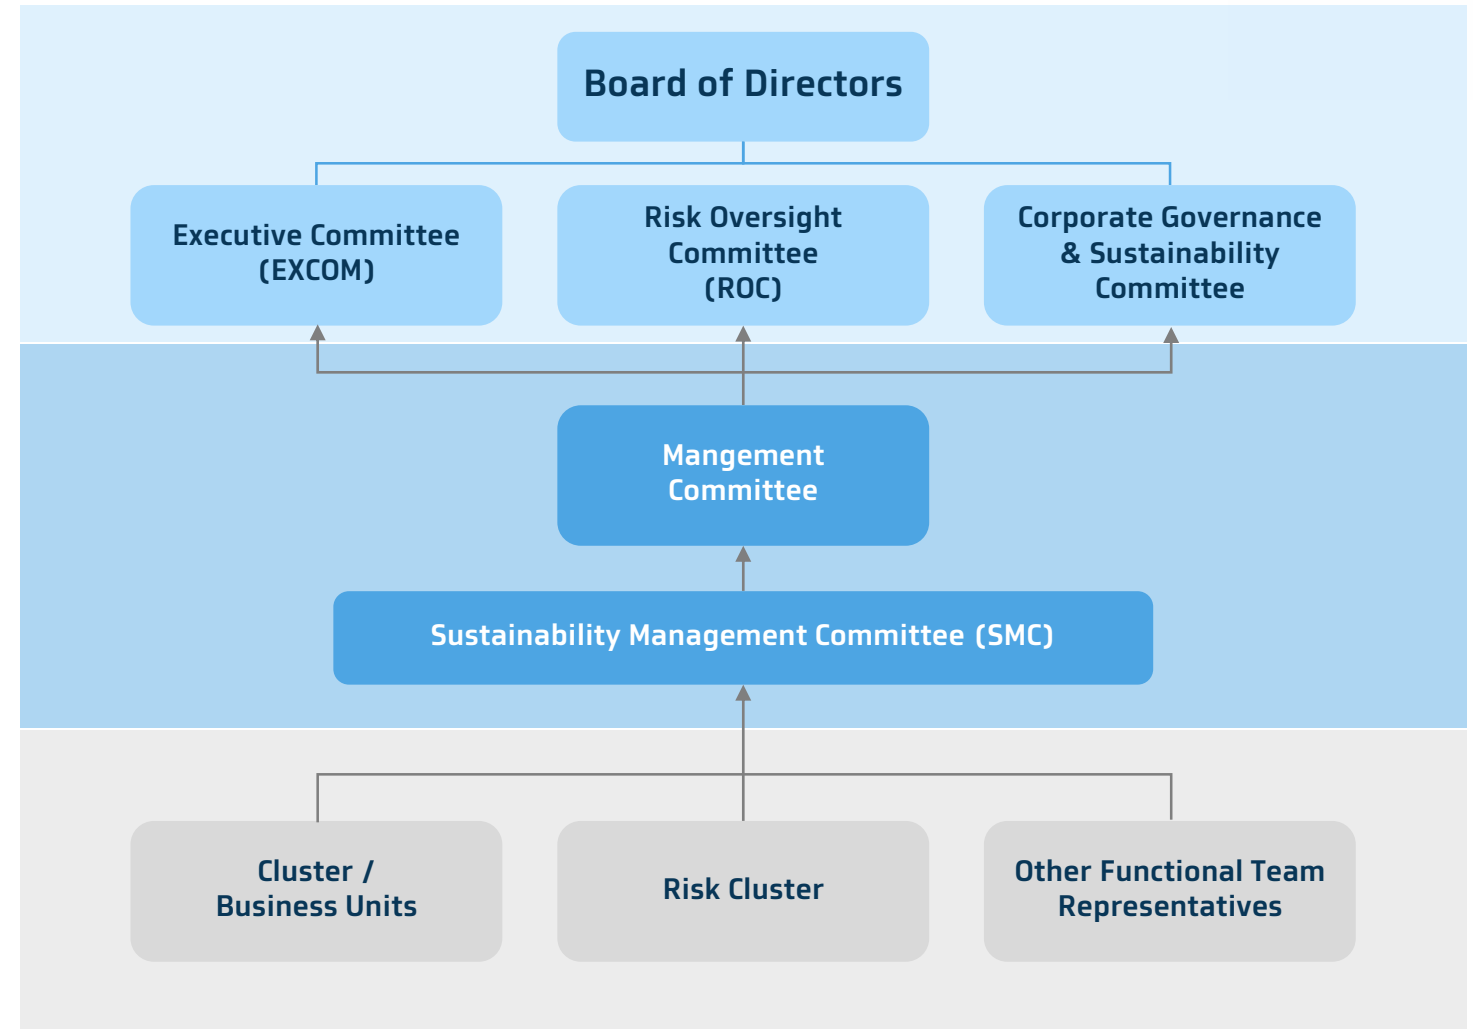 Board of Directors
Executive Committee
(EXCOM)
Risk Oversight
Committee
(ROC)
Corporate Governance
& Sustainability
Committee
Mangement
Committee
Sustainability Management Committee (SMC)
Cluster /
Business Units
Risk Cluster
Other Functional Team
Representatives